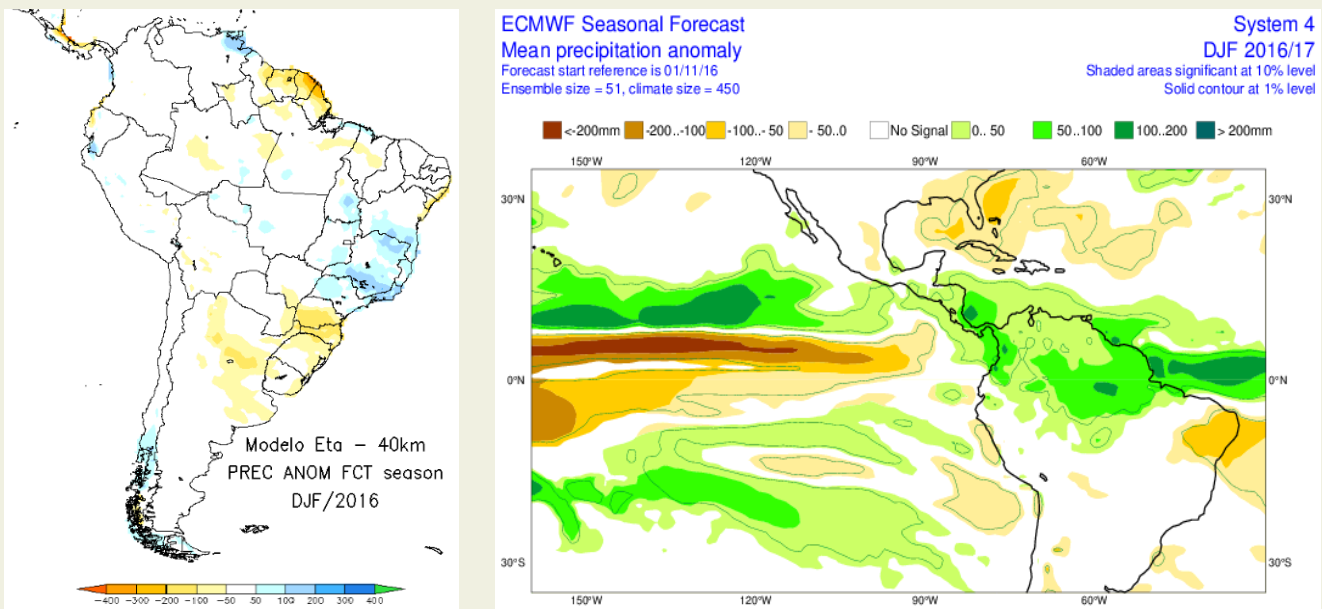 Modelo Eta – 40km
PREC ANOM FCT season
DJF/2016
−400 −300 −200 −100 −50 50 100 200 300 400
ECMWF Seasonal Forecast
Mean precipitation anomaly
Forecast start reference is 01/11/16
Ensemble size = 51, climate size = 450
System 4
DJF 2016/17
Shaded areas significant at 10% level
Solid contour at 1% level
<-200mm -200..-100 -100..- 50 - 50..0 No Signal 0.. 50 50..100 100..200 > 200mm
150°W 120°W 90°W 60°W
30°N 30°N
0°N 0°N
30°S 30°S
150°W 120°W 90°W 60°W